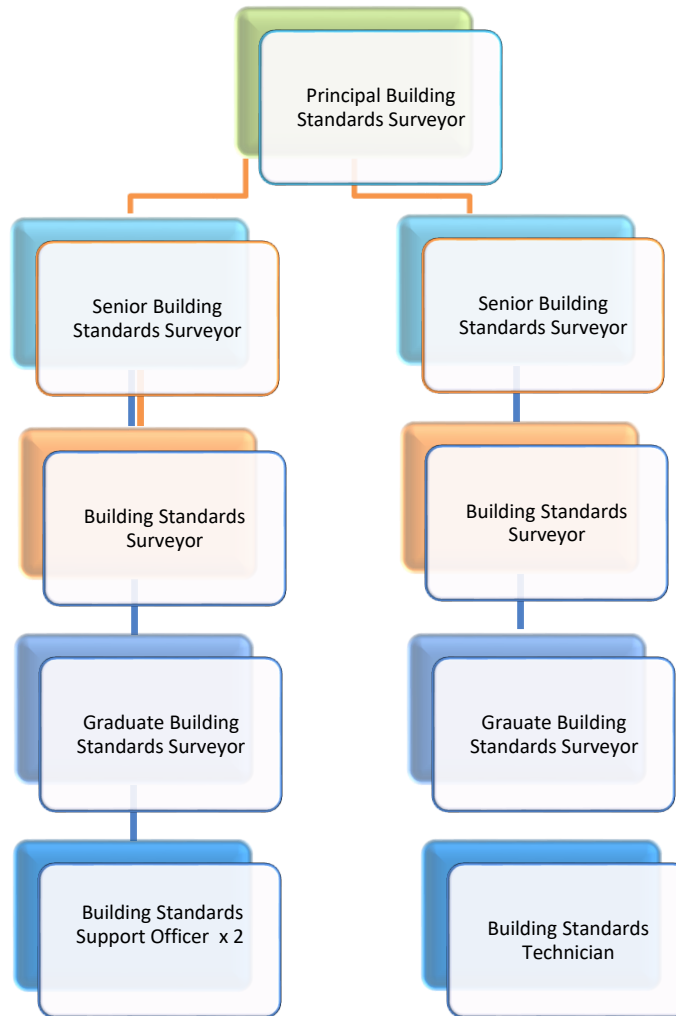 Principal Building
Standards Surveyor
Senior Building
Standards Surveyor
Senior Building
Standards Surveyor
Building Standards
Surveyor
Building Standards
Surveyor
Graduate Building
Standards Surveyor
Grauate Building
Standards Surveyor
Building Standards
Support Officer x 2
Building Standards
Technician